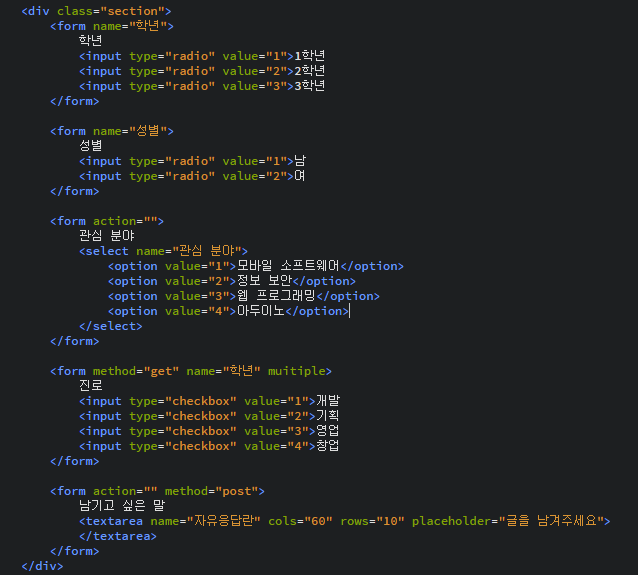 <div class="section">
<form name="학년">
학년
<input type="radio" value="1">1학년
<input type="radio" value="2">2학년
<input type="radio" value="3">3학년
</form>
<form name="성별">
성별
<input type="radio" value="1">남
<input type="radio" value="2">여
</form>
<form action="">
관심 분야
<select name="관심 분야">
<option value="1">모바일 소프트웨어</option>
<option value="2">정보 보안</option>
<option value="3">웹 프로그래밍</option>
<option value="4">아두이노</option>
</select>
</form>
<form method="get" name="학년" muitiple>
진로
<input type="checkbox" value="1">개발
<input type="checkbox" value="2">기획
<input type="checkbox" value="3">영업
<input type="checkbox" value="4">창업
</form>
<form action="" method="post">
남기고 싶은 말
<textarea name="자유응답란" cols="60" rows="10" placeholder="글을 남겨주세요">
</textarea>
</form>
</div>